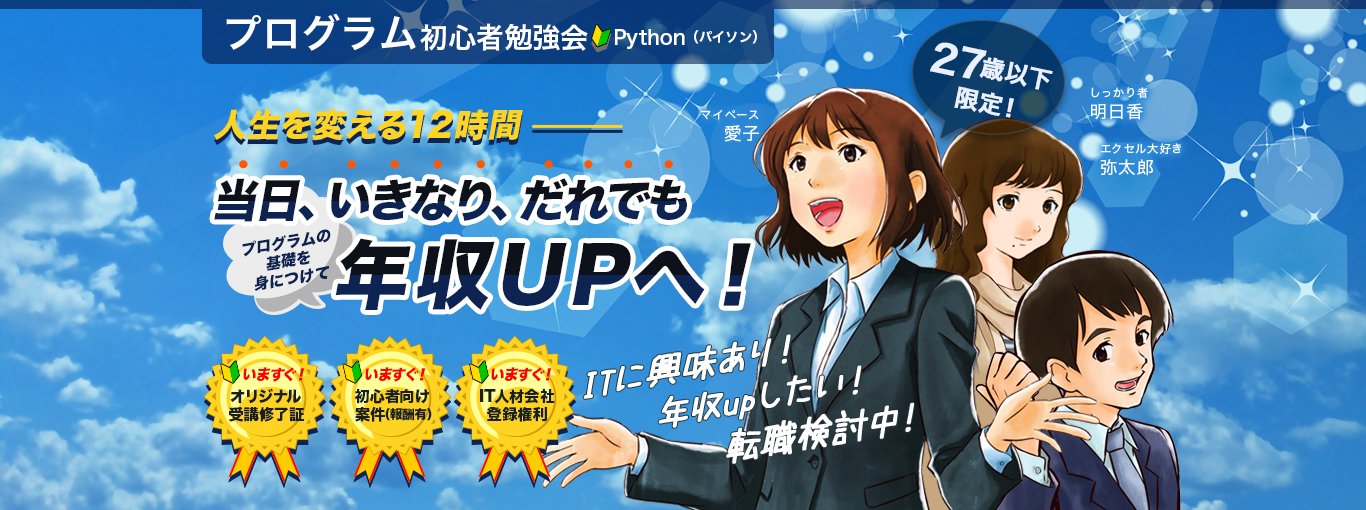 プログラム初心者勉強会 Python（パイソン）
27歳以下
限定！
しっかり者
明日香
マイペース
愛子
エクセル大好き
弥太郎
人生を変える12時間
当日、いきなり、だれでも
プログラムの
基礎を
身につけて
年収UPへ！
いますぐ！
オリジナル
受講修了証
いますぐ！
初心者向け
案件(報酬有)
いますぐ！
IT人材会社
登録権利
ITに興味あり！
年収upしたい！
転職検討中！